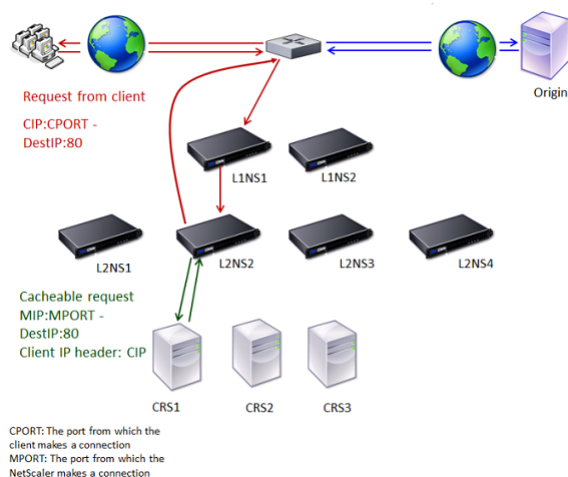 Origin
Request from client
CIP:CPORT -
DestIP:80
L1NS1
L1NS2
L2NS1
L2NS2
L2NS3
L2NS4
Cacheable request
MIP:MPORT -
DestIP:80
Client IP header: CIP
CRS1
CRS2
CRS3
CPORT: The port from which the
client makes a connection
MPORT: The port from which the
NetScaler makes a connection